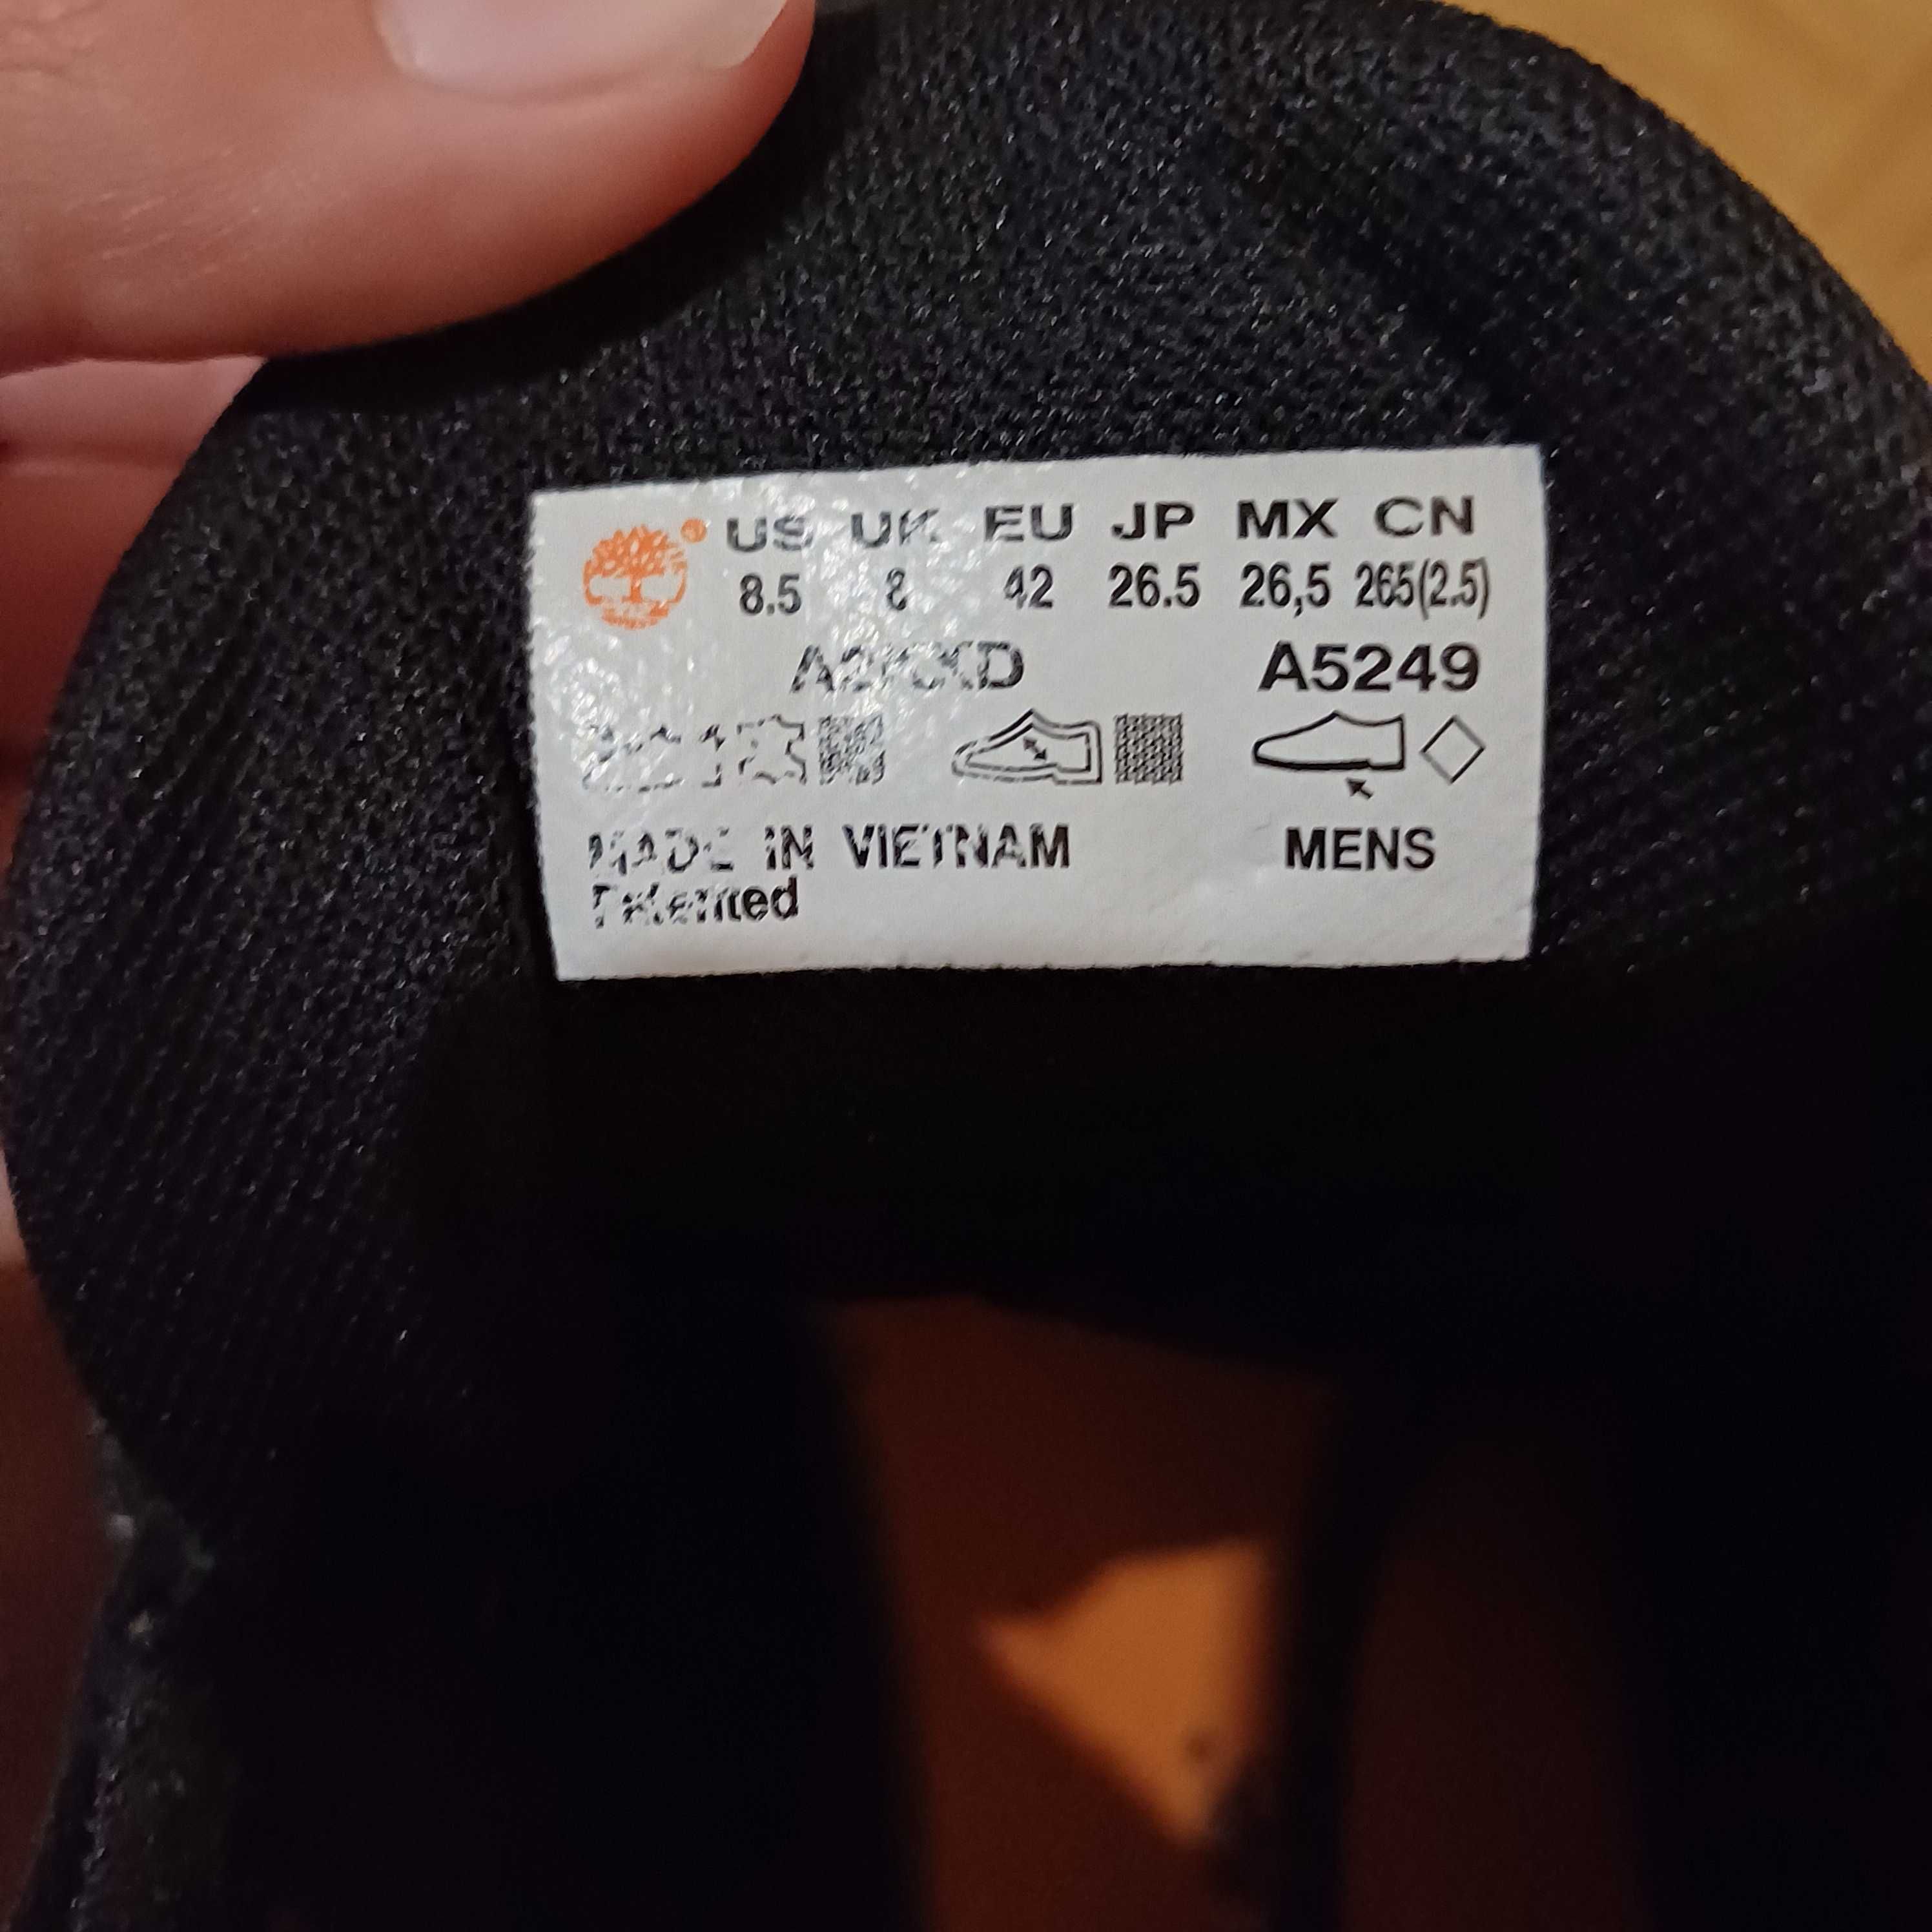 US UK EU JP MX CN
8.5 8 42 26.5 26,5 265(2.5)
A5249
MADE IN VIETNAM MENS
Patented